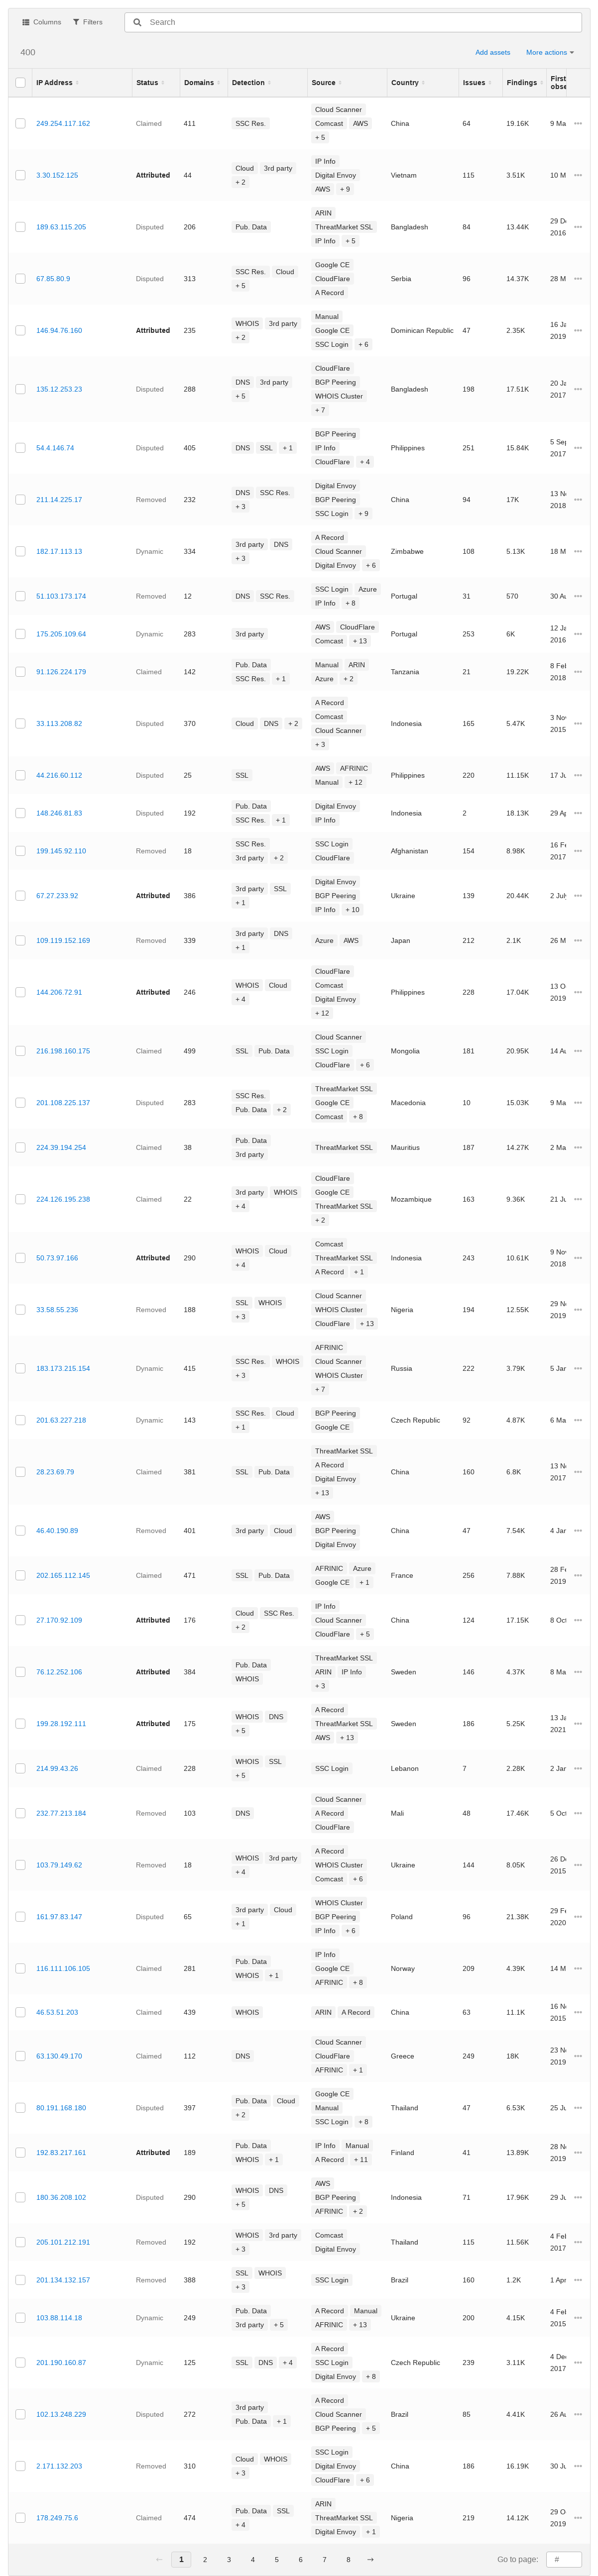 Columns Filters Search
400 Add assets More actions
IP Address Status Domains Detection Source Country Issues Findings First obse
249.254.117.162 Claimed 411 SSC Res. Cloud Scanner Comcast AWS + 5 China 64 19.16K 9 Ma
3.30.152.125 Attributed 44 Cloud 3rd party + 2 IP Info Digital Envoy AWS + 9 Vietnam 115 3.51K 10 M
189.63.115.205 Disputed 206 Pub. Data ARIN ThreatMarket SSL IP Info + 5 Bangladesh 84 13.44K 29 De 2016
67.85.80.9 Disputed 313 SSC Res. Cloud + 5 Google CE CloudFlare A Record Serbia 96 14.37K 28 M
146.94.76.160 Attributed 235 WHOIS 3rd party + 2 Manual Google CE SSC Login + 6 Dominican Republic 47 2.35K 16 Ja 2019
135.12.253.23 Disputed 288 DNS 3rd party + 5 CloudFlare BGP Peering WHOIS Cluster + 7 Bangladesh 198 17.51K 20 Ja 2017
54.4.146.74 Disputed 405 DNS SSL + 1 BGP Peering IP Info CloudFlare + 4 Philippines 251 15.84K 5 Sep 2017
211.14.225.17 Removed 232 DNS SSC Res. + 3 Digital Envoy BGP Peering SSC Login + 9 China 94 17K 13 No 2018
182.17.113.13 Dynamic 334 3rd party DNS + 3 A Record Cloud Scanner Digital Envoy + 6 Zimbabwe 108 5.13K 18 M
51.103.173.174 Removed 12 DNS SSC Res. SSC Login Azure IP Info + 8 Portugal 31 570 30 Au
175.205.109.64 Dynamic 283 3rd party AWS CloudFlare Comcast + 13 Portugal 253 6K 12 Ja 2016
91.126.224.179 Claimed 142 Pub. Data SSC Res. + 1 Manual ARIN Azure + 2 Tanzania 21 19.22K 8 Feb 2018
33.113.208.82 Disputed 370 Cloud DNS + 2 A Record Comcast Cloud Scanner + 3 Indonesia 165 5.47K 3 Nov 2015
44.216.60.112 Disputed 25 SSL AWS AFRINIC Manual + 12 Philippines 220 11.15K 17 Ju
148.246.81.83 Disputed 192 Pub. Data SSC Res. + 1 Digital Envoy IP Info Indonesia 2 18.13K 29 Ap
199.145.92.110 Removed 18 SSC Res. 3rd party + 2 SSC Login CloudFlare Afghanistan 154 8.98K 16 Fe 2017
67.27.233.92 Attributed 386 3rd party SSL + 1 Digital Envoy BGP Peering IP Info + 10 Ukraine 139 20.44K 2 July
109.119.152.169 Removed 339 3rd party DNS + 1 Azure AWS Japan 212 2.1K 26 M
144.206.72.91 Attributed 246 WHOIS Cloud + 4 CloudFlare Comcast Digital Envoy + 12 Philippines 228 17.04K 13 O 2019
216.198.160.175 Claimed 499 SSL Pub. Data Cloud Scanner SSC Login CloudFlare + 6 Mongolia 181 20.95K 14 Au
201.108.225.137 Disputed 283 SSC Res. Pub. Data + 2 ThreatMarket SSL Google CE Comcast + 8 Macedonia 10 15.03K 9 Ma
224.39.194.254 Claimed 38 Pub. Data 3rd party ThreatMarket SSL Mauritius 187 14.27K 2 Ma
224.126.195.238 Claimed 22 3rd party WHOIS + 4 CloudFlare Google CE ThreatMarket SSL + 2 Mozambique 163 9.36K 21 Ju
50.73.97.166 Attributed 290 WHOIS Cloud + 4 Comcast ThreatMarket SSL A Record + 1 Indonesia 243 10.61K 9 Nov 2018
33.58.55.236 Removed 188 SSL WHOIS + 3 Cloud Scanner WHOIS Cluster CloudFlare + 13 Nigeria 194 12.55K 29 No 2019
183.173.215.154 Dynamic 415 SSC Res. WHOIS + 3 AFRINIC Cloud Scanner WHOIS Cluster + 7 Russia 222 3.79K 5 Jan
201.63.227.218 Dynamic 143 SSC Res. Cloud + 1 BGP Peering Google CE Czech Republic 92 4.87K 6 Ma
28.23.69.79 Claimed 381 SSL Pub. Data ThreatMarket SSL A Record Digital Envoy + 13 China 160 6.8K 13 No 2017
46.40.190.89 Removed 401 3rd party Cloud AWS BGP Peering Digital Envoy China 47 7.54K 4 Jan
202.165.112.145 Claimed 471 SSL Pub. Data AFRINIC Azure Google CE + 1 France 256 7.88K 28 Fe 2019
27.170.92.109 Attributed 176 Cloud SSC Res. + 2 IP Info Cloud Scanner CloudFlare + 5 China 124 17.15K 8 Oct
76.12.252.106 Attributed 384 Pub. Data WHOIS ThreatMarket SSL ARIN IP Info + 3 Sweden 146 4.37K 8 Ma
199.28.192.111 Attributed 175 WHOIS DNS + 5 A Record ThreatMarket SSL AWS + 13 Sweden 186 5.25K 13 Ja 2021
214.99.43.26 Claimed 228 WHOIS SSL + 5 SSC Login Lebanon 7 2.28K 2 Jan
232.77.213.184 Removed 103 DNS Cloud Scanner A Record CloudFlare Mali 48 17.46K 5 Oct
103.79.149.62 Removed 18 WHOIS 3rd party + 4 A Record WHOIS Cluster Comcast + 6 Ukraine 144 8.05K 26 De 2015
161.97.83.147 Disputed 65 3rd party Cloud + 1 WHOIS Cluster BGP Peering IP Info + 6 Poland 96 21.38K 29 Fe 2020
116.111.106.105 Claimed 281 Pub. Data WHOIS + 1 IP Info Google CE AFRINIC + 8 Norway 209 4.39K 14 M
46.53.51.203 Claimed 439 WHOIS ARIN A Record China 63 11.1K 16 No 2015
63.130.49.170 Claimed 112 DNS Cloud Scanner CloudFlare AFRINIC + 1 Greece 249 18K 23 No 2019
80.191.168.180 Disputed 397 Pub. Data Cloud + 2 Google CE Manual SSC Login + 8 Thailand 47 6.53K 25 Ju
192.83.217.161 Attributed 189 Pub. Data WHOIS + 1 IP Info Manual A Record + 11 Finland 41 13.89K 28 No 2019
180.36.208.102 Disputed 290 WHOIS DNS + 5 AWS BGP Peering AFRINIC + 2 Indonesia 71 17.96K 29 Ju
205.101.212.191 Removed 192 WHOIS 3rd party + 3 Comcast Digital Envoy Thailand 115 11.56K 4 Feb 2017
201.134.132.157 Removed 388 SSL WHOIS + 3 SSC Login Brazil 160 1.2K 1 Apr
103.88.114.18 Dynamic 249 Pub. Data 3rd party + 5 A Record Manual AFRINIC + 13 Ukraine 200 4.15K 4 Feb 2015
201.190.160.87 Dynamic 125 SSL DNS + 4 A Record SSC Login Digital Envoy + 8 Czech Republic 239 3.11K 4 Dec 2017
102.13.248.229 Disputed 272 3rd party Pub. Data + 1 A Record Cloud Scanner BGP Peering + 5 Brazil 85 4.41K 26 Au
2.171.132.203 Removed 310 Cloud WHOIS + 3 SSC Login Digital Envoy CloudFlare + 6 China 186 16.19K 30 Ju
178.249.75.6 Claimed 474 Pub. Data SSL + 4 ARIN ThreatMarket SSL Digital Envoy + 1 Nigeria 219 14.12K 29 O 2019
1 2 3 4 5 6 7 8 Go to page: #